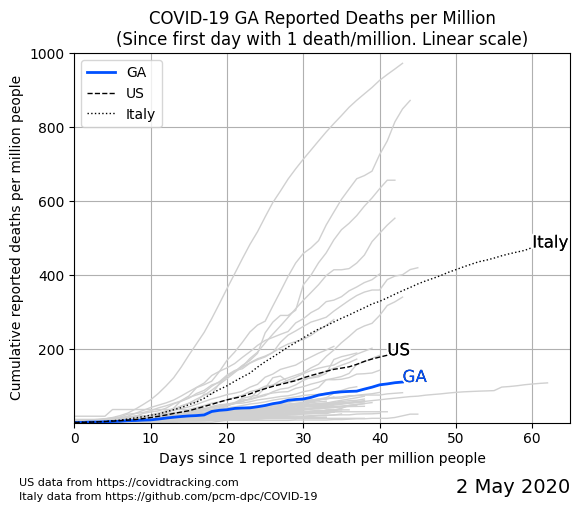 COVID-19 GA Reported Deaths per Million
(Since first day with 1 death/million. Linear scale)
1000
800
600
400
200
Cumulative reported deaths per million people
GA
US
Italy
Italy
US
GA
0
10
20
30
40
50
60
Days since 1 reported death per million people
US data from https://covidtracking.com
Italy data from https://github.com/pcm-dpc/COVID-19
2 May 2020